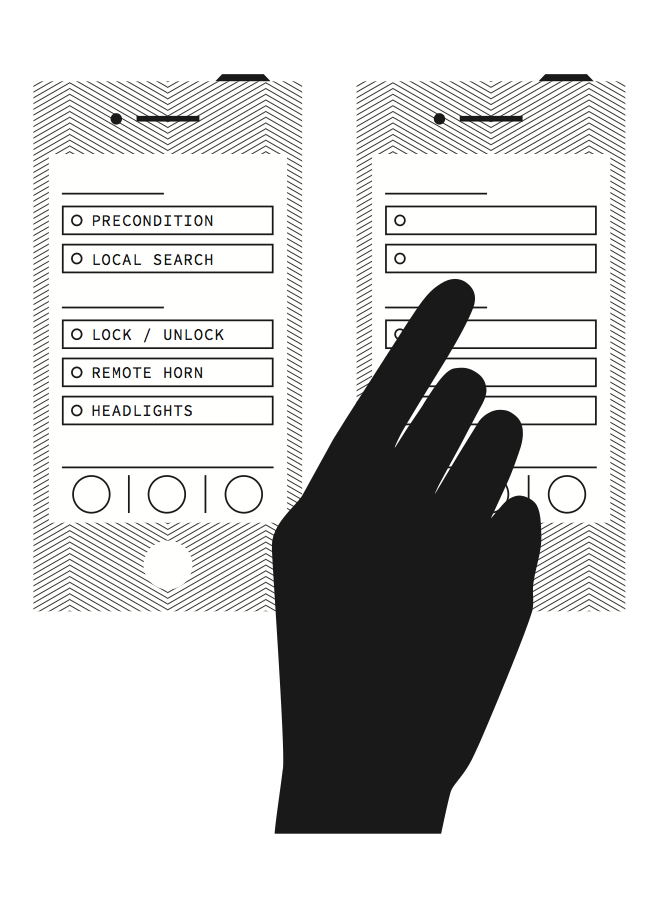 PRECONDITION
LOCAL SEARCH
LOCK / UNLOCK
REMOTE HORN
HEADLIGHTS